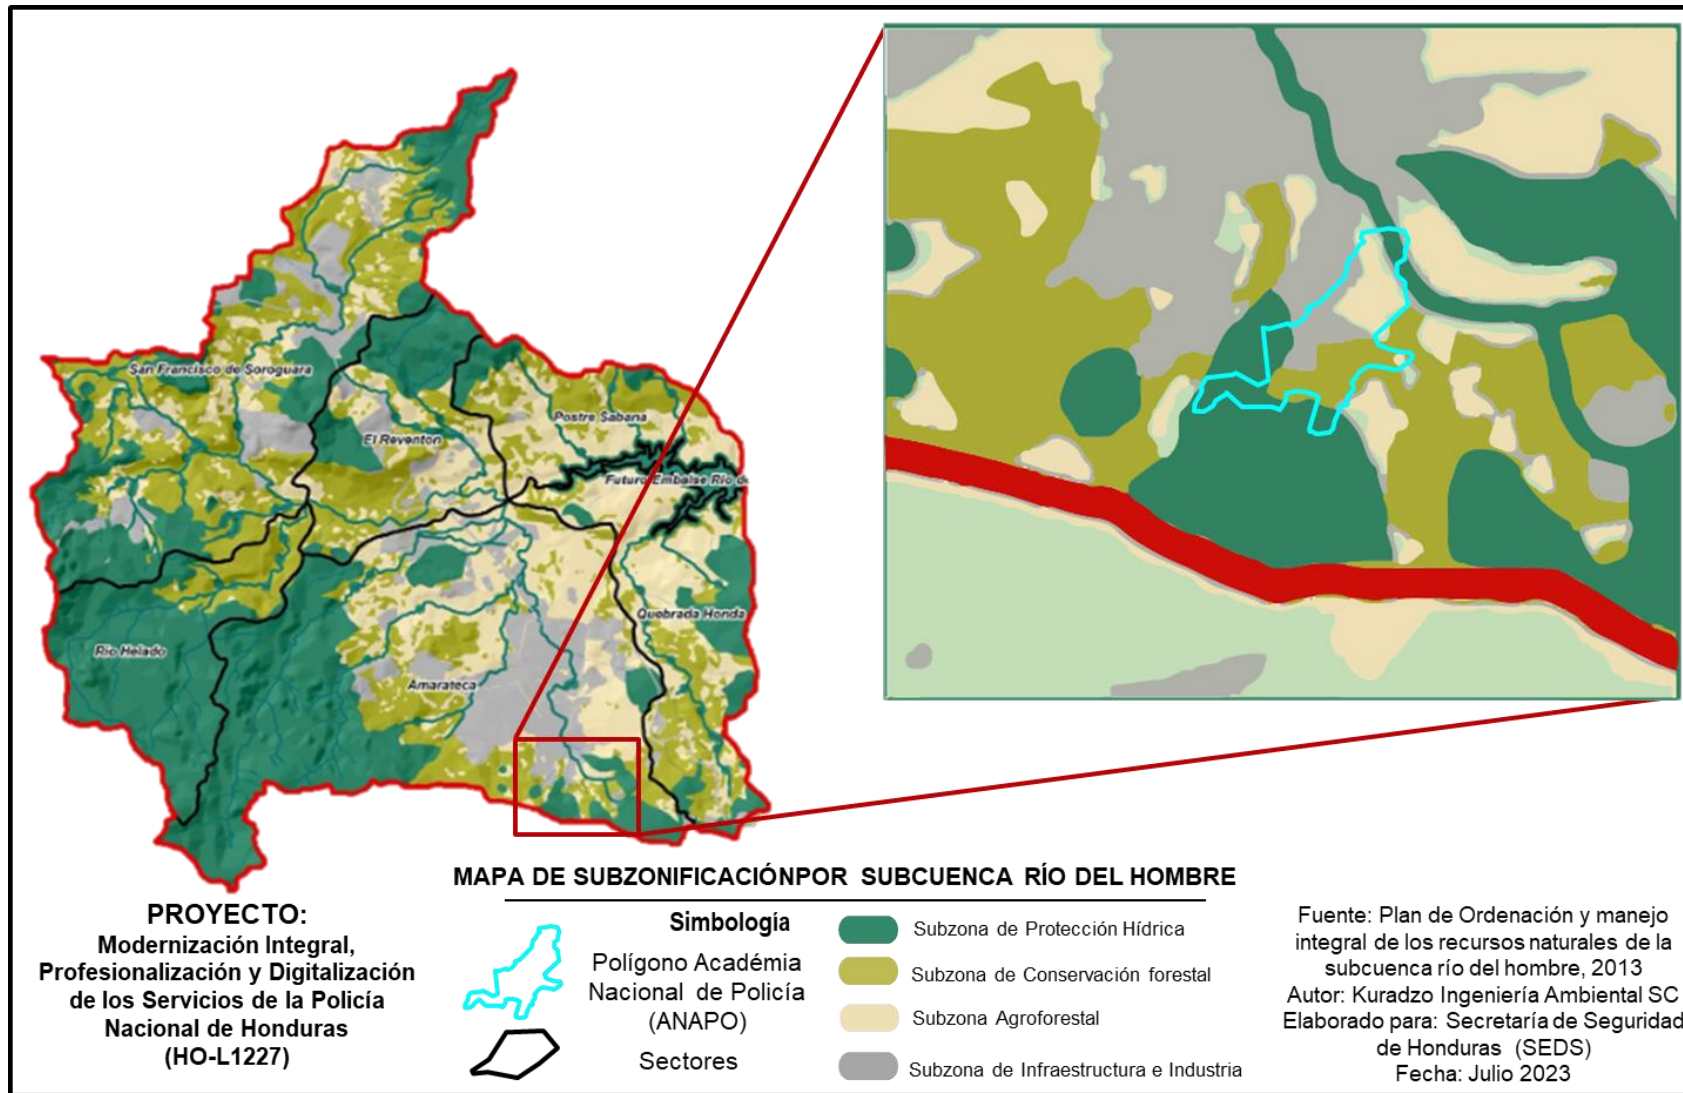 San Francisco de Soroguara
Postre Sabana
El Reventon
Futuro Embalse Río de
Quebrada Honda
Río Helado
Amarateca
MAPA DE SUBZONIFICACIÓNPOR SUBCUENCA RÍO DEL HOMBRE
PROYECTO:
Modernización Integral,
Profesionalización y Digitalización
de los Servicios de la Policía
Nacional de Honduras
(HO-L1227)
Simbología
Polígono Académia
Nacional de Policía
(ANAPO)
Sectores
Subzona de Protección Hídrica
Subzona de Conservación forestal
Subzona Agroforestal
Subzona de Infraestructura e Industria
Fuente: Plan de Ordenación y manejo
integral de los recursos naturales de la
subcuenca río del hombre, 2013
Autor: Kuradzo Ingeniería Ambiental SC
Elaborado para: Secretaría de Seguridad
de Honduras (SEDS)
Fecha: Julio 2023